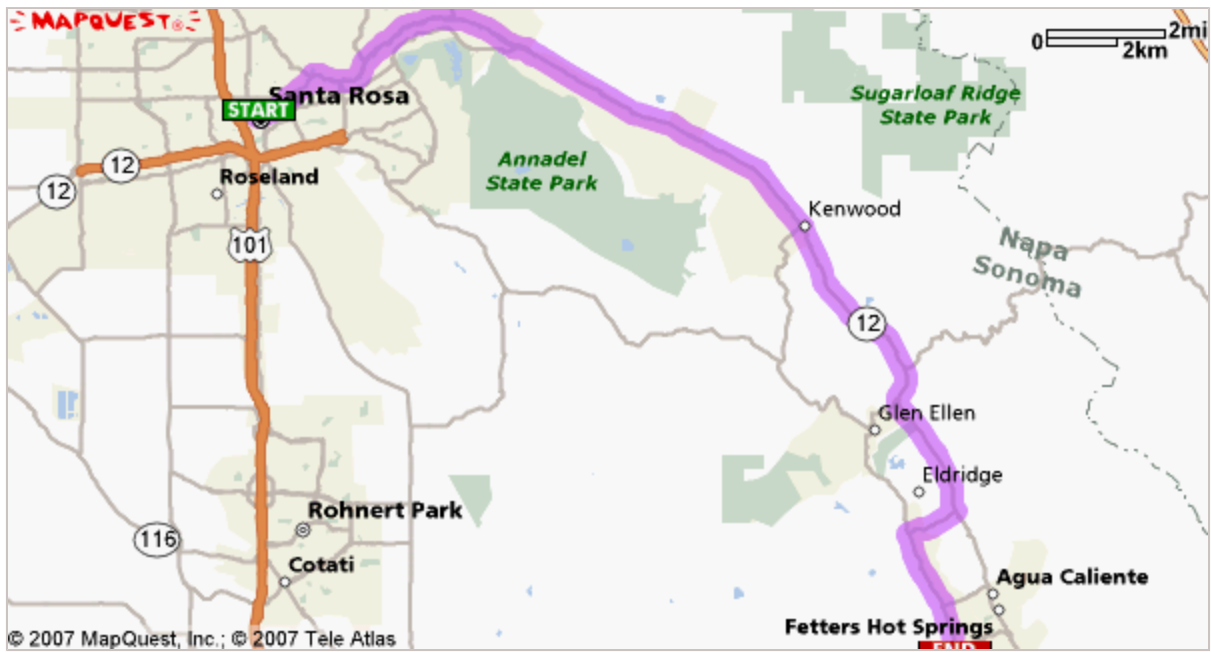 MAPQUEST®
0 2mi
2km
START
Santa Rosa
Sugarloaf Ridge
State Park
Annadel
State Park
12
12
Roseland
Kenwood
101
Napa
Sonoma
12
Glen Ellen
Eldridge
Rohnert Park
116
Cotati
Agua Caliente
Fetters Hot Springs
© 2007 MapQuest, Inc.; © 2007 Tele Atlas
END